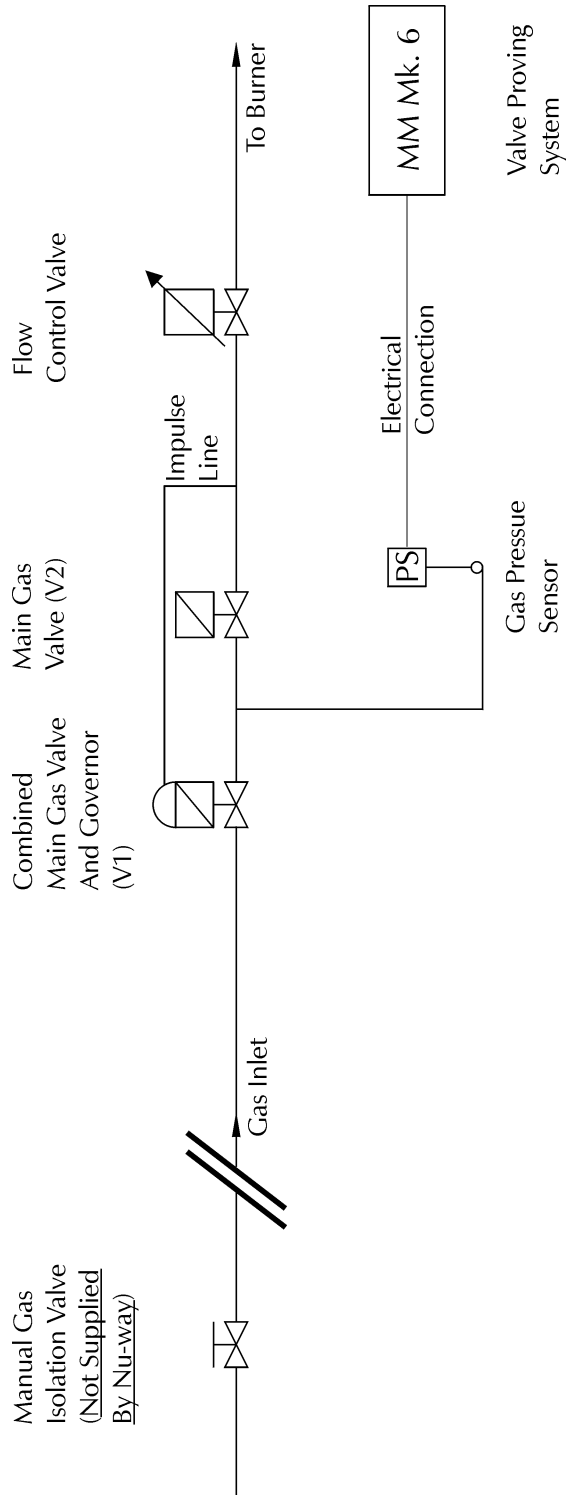 Manual Gas
Isolation Valve
(Not Supplied
By Nu-way)
Combined
Main Gas Valve
And Governor
(V1)
Main Gas
Valve (V2)
Flow
Control Valve
Impulse
Line
Gas Inlet
To Burner
PS
Electrical
Connection
MM Mk. 6
Gas Pressue
Sensor
Valve Proving
System